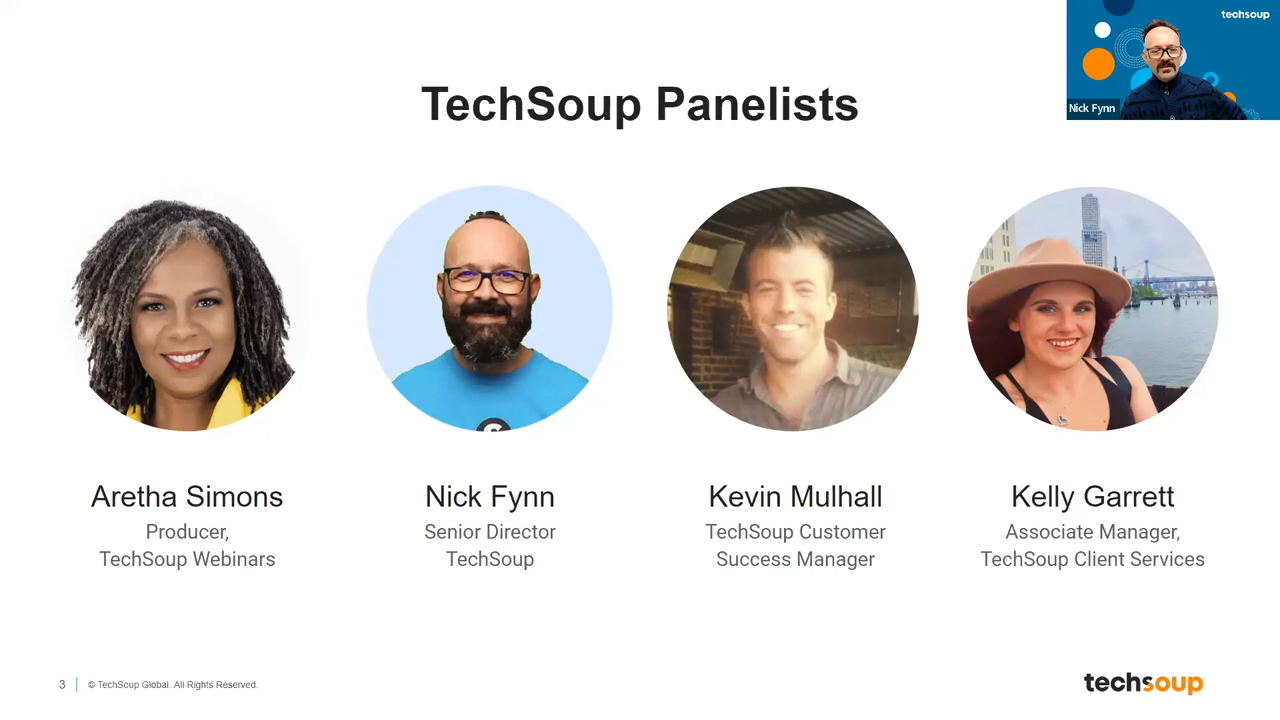 techsoup
Nick Fynn
TechSoup Panelists
Aretha Simons
Producer,
TechSoup Webinars
Nick Fynn
Senior Director
TechSoup
Kevin Mulhall
TechSoup Customer
Success Manager
Kelly Garrett
Associate Manager,
TechSoup Client Services
3
© TechSoup Global. All Rights Reserved.
techsoup